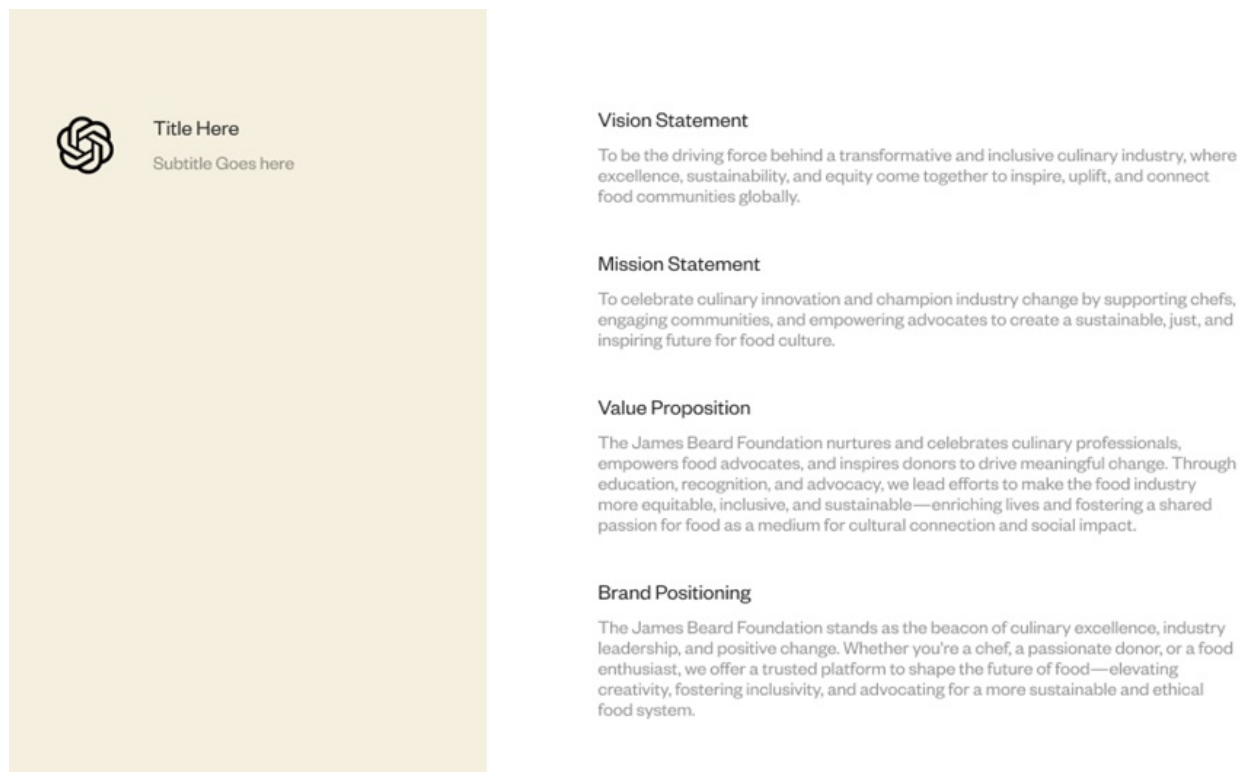 Title Here
Subtitle Goes here
Vision Statement
To be the driving force behind a transformative and inclusive culinary industry, where
excellence, sustainability, and equity come together to inspire, uplift, and connect
food communities globally.
Mission Statement
To celebrate culinary innovation and champion industry change by supporting chefs,
engaging communities, and empowering advocates to create a sustainable, just, and
inspiring future for food culture.
Value Proposition
The James Beard Foundation nurtures and celebrates culinary professionals,
empowers food advocates, and inspires donors to drive meaningful change. Through
education, recognition, and advocacy, we lead efforts to make the food industry
more equitable, inclusive, and sustainable—enriching lives and fostering a shared
passion for food as a medium for cultural connection and social impact.
Brand Positioning
The James Beard Foundation stands as the beacon of culinary excellence, industry
leadership, and positive change. Whether you're a chef, a passionate donor, or a food
enthusiast, we offer a trusted platform to shape the future of food—elevating
creativity, fostering inclusivity, and advocating for a more sustainable and ethical
food system.